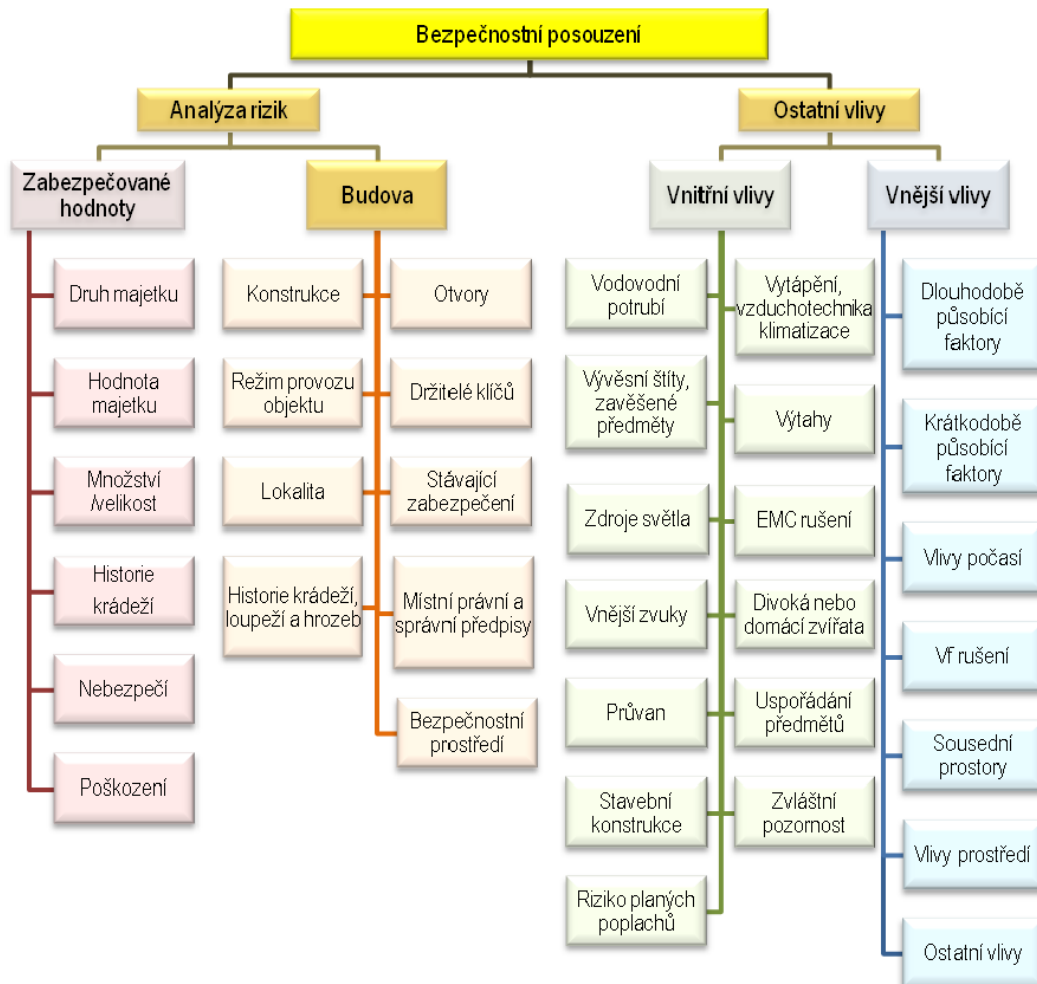 Bezpečnostní posouzení
Analýza rizik
Ostatní vlivy
Zabezpečované
hodnoty
Budova
Vnitřní vlivy
Vnější vlivy
Druh majetku
Hodnota
majetku
Množství
/velikost
Historie
krádeží
Nebezpečí
Poškození
Konstrukce
Otvory
Režim provozu
objektu
Držitelé klíčů
Lokalita
Stávající
zabezpečení
Historie krádeží,
loupeží a hrozeb
Místní právní a
správní předpisy
Bezpečnostní
prostředí
Vodovodní
potrubí
Vytápění,
vzduchotechnika
klimatizace
Vývěsní štíty,
zavěšené
předměty
Výtahy
Zdroje světla
EMC rušení
Vnější zvuky
Divoká nebo
domácí zvířata
Průvan
Uspořádání
předmětů
Stavební
konstrukce
Zvláštní
pozornost
Riziko planých
poplachů
Dlouhodobě
působící
faktory
Krátkodobě
působící
faktory
Vlivy počasí
Vf rušení
Sousední
prostory
Vlivy prostředí
Ostatní vlivy